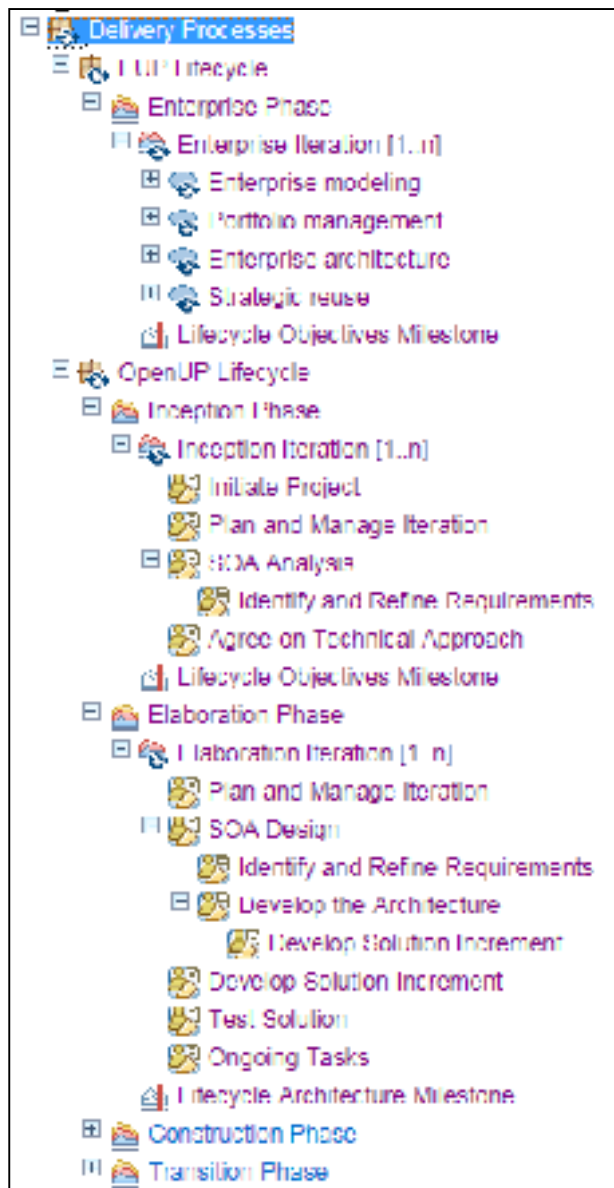 Delivery Processes
EUP Lifecycle
Enterprise Phase
Enterprise Iteration [1..n]
Enterprise modeling
Portfolio management
Enterprise architecture
Strategic reuse
Lifecycle Objectives Milestone
OpenUP Lifecycle
Inception Phase
Inception Iteration [1..n]
Initiate Project
Plan and Manage Iteration
SOA Analysis
Identify and Refine Requirements
Agree on Technical Approach
Lifecycle Objectives Milestone
Elaboration Phase
Elaboration Iteration [1..n]
Plan and Manage Iteration
SOA Design
Identify and Refine Requirements
Develop the Architecture
Develop Solution Increment
Develop Solution Increment
Test Solution
Ongoing Tasks
Lifecycle Architecture Milestone
Construction Phase
Transition Phase